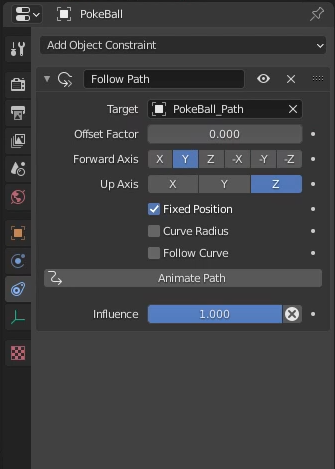 PokeBall
Add Object Constraint
Follow Path
Target PokeBall_Path
Offset Factor 0.000
Forward Axis X Y Z -X -Y -Z
Up Axis X Y Z
Fixed Position
Curve Radius
Follow Curve
Animate Path
Influence 1.000